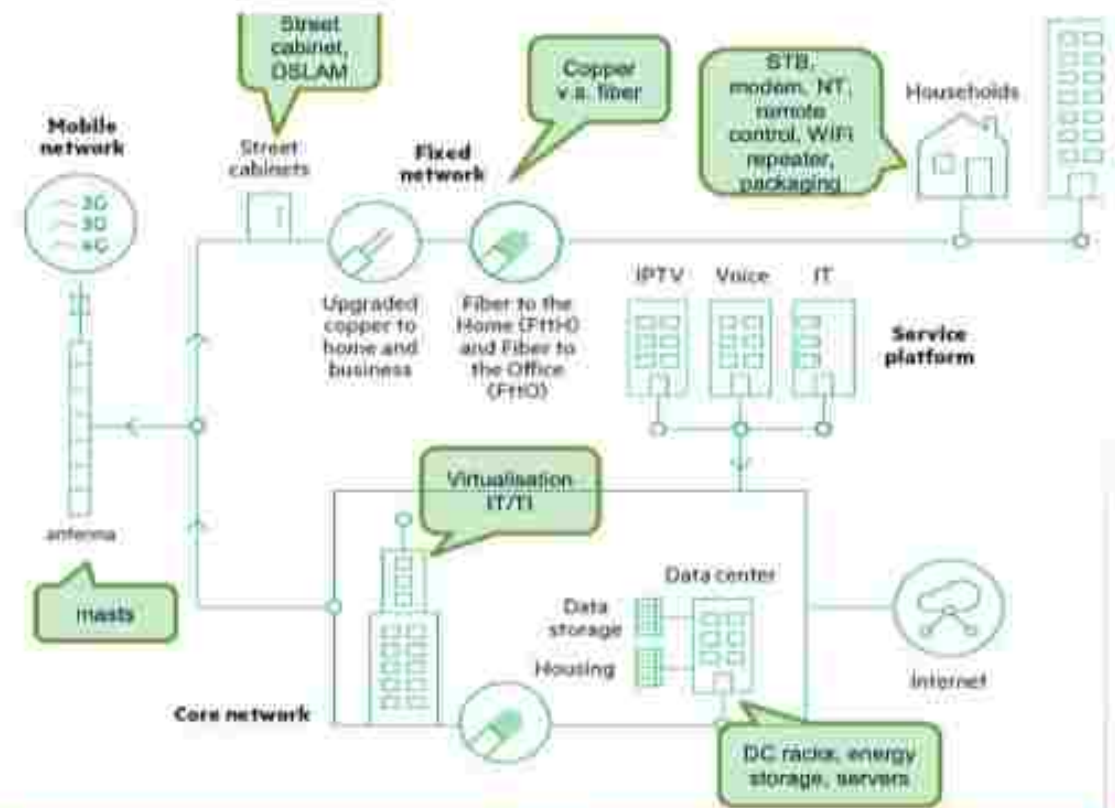 Street
cabinet,
DSLAM
Copper
v.s. fiber
STB,
modem, NT,
remote
control, WiFi
repeater,
packaging
Households
Mobile
network
Street
cabinets
Fixed
network
3G
4G
IPTV
Voice
IT
Upgraded
copper to
home and
business
Fiber to the
Home (FttH)
and Fiber to
the Office
(FttO)
Service
platform
Virtualisation
IT/TI
antenna
masts
Data center
Data
storage
Housing
Internet
Core network
DC racks, energy
storage, servers